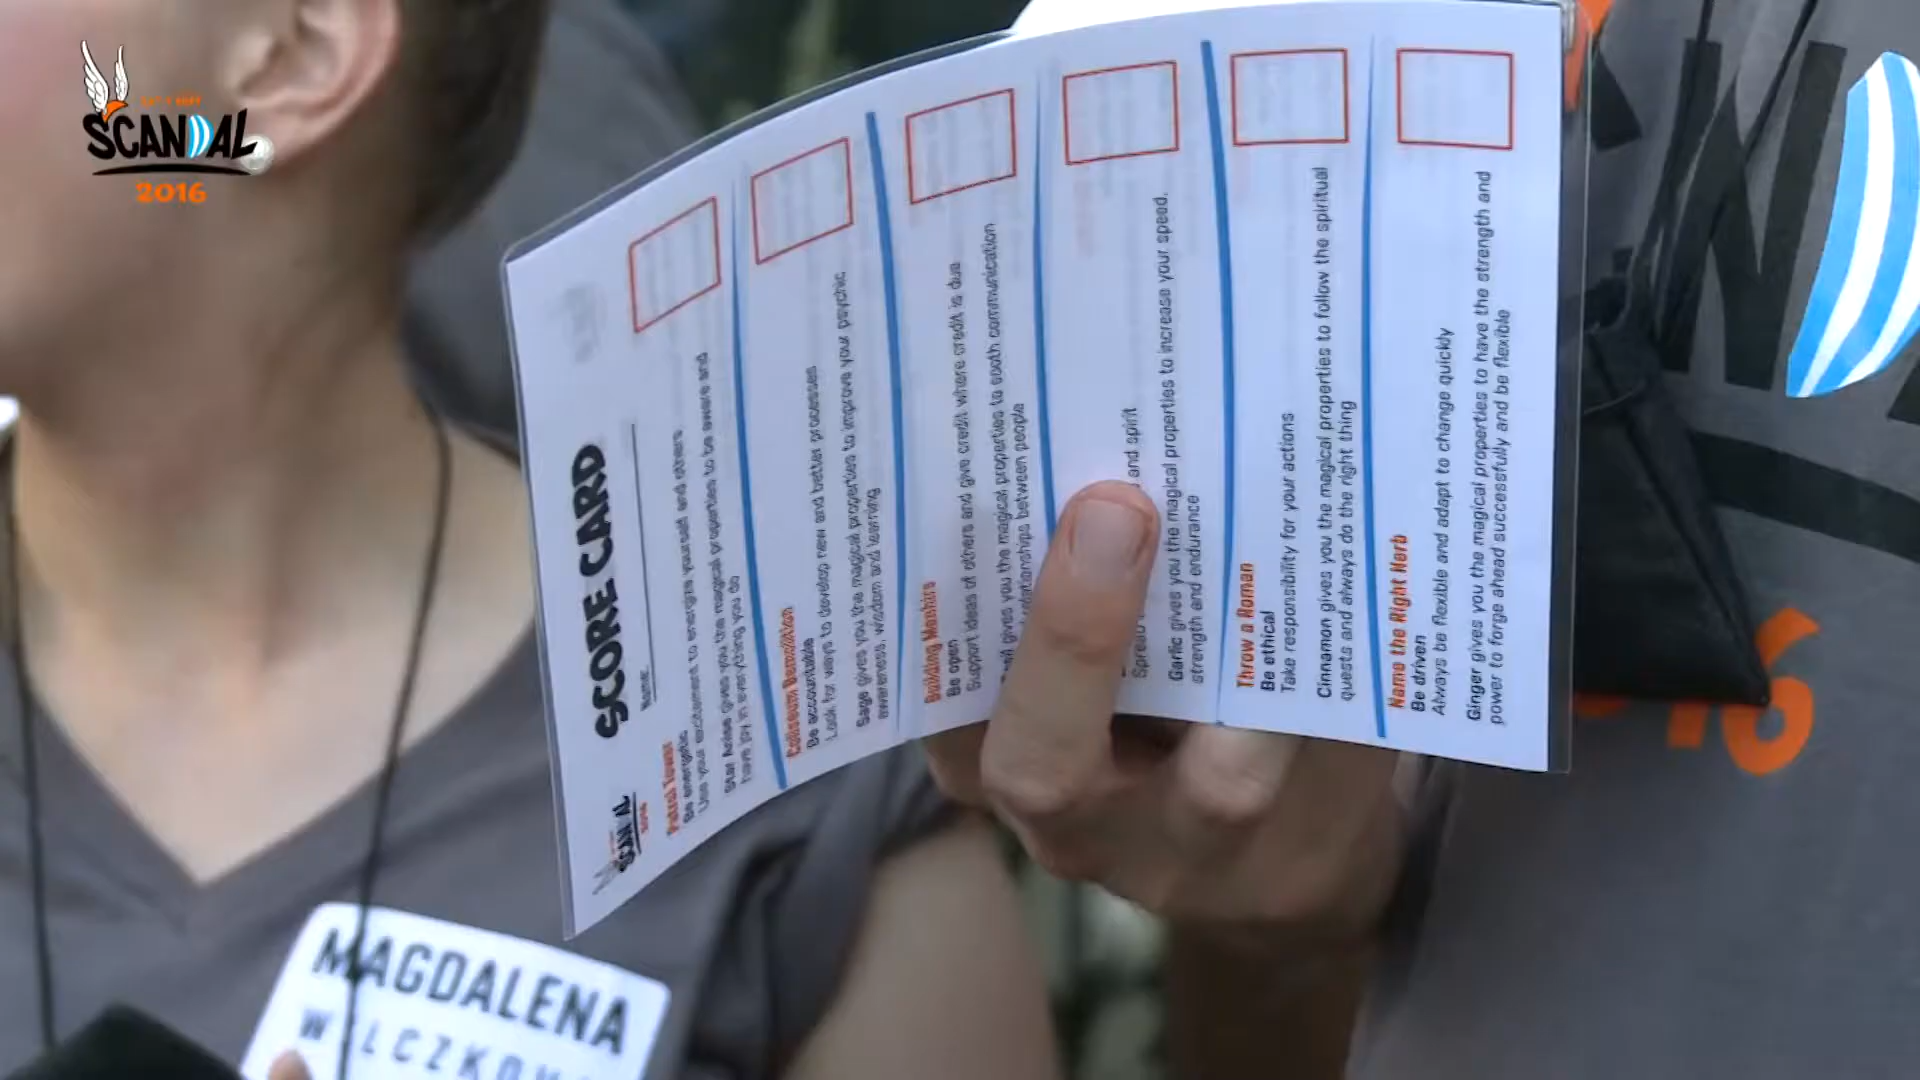 SCANDAL
2016
SCORE CARD
Name:
SCANDAL
2016
Patrol Tower
Be energetic
Use your excitement to energize yourself and others
Star Anise gives you the magical properties to be aware and
have joy in everything you do
Coliseum Demolition
Be accountable
Look for ways to develop new and better processes
Sage gives you the magical properties to improve your psychic
awareness, wisdom and learning
Building Menhirs
Be open
Support ideas of others and give credit where credit is due
gives you the magical properties to sooth communication
relationships between people
and spirit
Garlic gives you the magical properties to increase your speed,
strength and endurance
Throw a Roman
Be ethical
Take responsibility for your actions
Cinnamon gives you the magical properties to follow the spiritual
quests and always do the right thing
Name the Right Herb
Be driven
Always be flexible and adapt to change quickly
Ginger gives you the magical properties to have the strength and
power to forge ahead successfully and be flexible
MAGDALENA